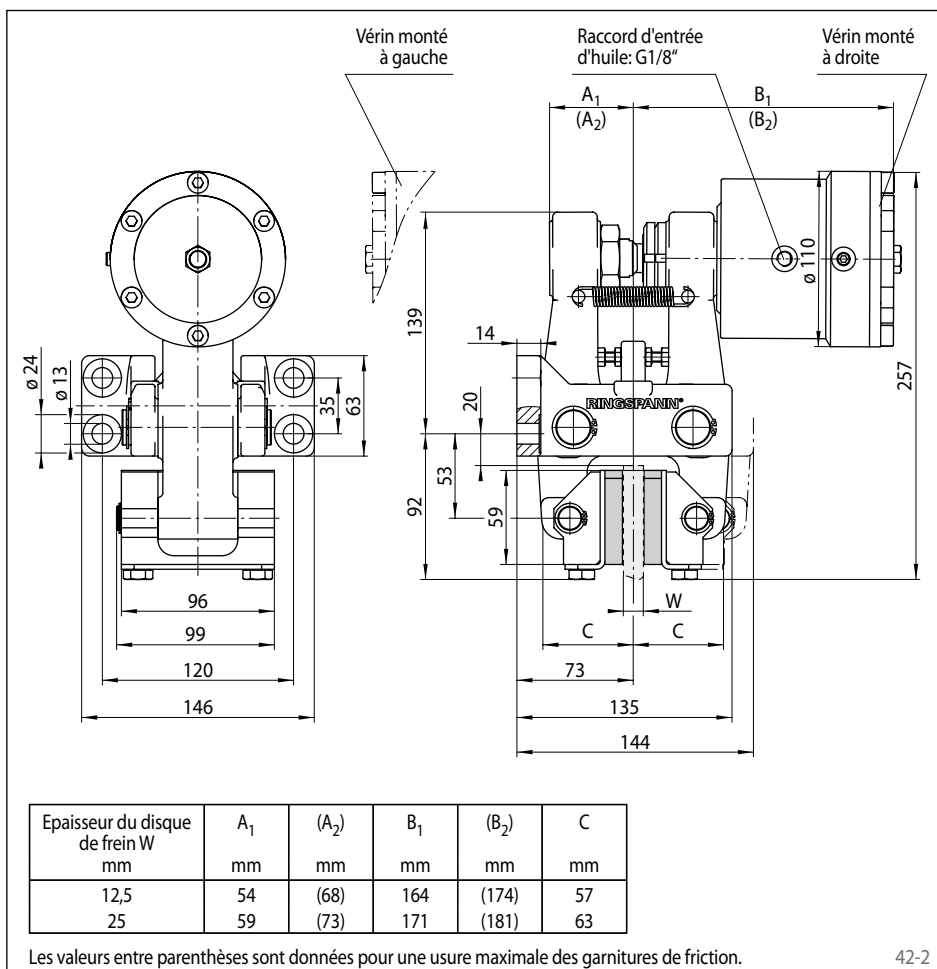 Vérin monté
à gauche
Raccord d'entrée
d'huile: G1/8“
Vérin monté
à droite
A1
(A2)
B1
(B2)
ø 110
139
14
257
ø 24
ø 13
35
63
20
RINGSPANN®
53
92
59
96
W
99
C
C
120
73
146
135
144
Epaisseur du disque
de frein W
mm
A1
mm
(A2)
mm
B1
mm
(B2)
mm
C
mm
12,5 54 (68) 164 (174) 57
25 59 (73) 171 (181) 63
Les valeurs entre parenthèses sont données pour une usure maximale des garnitures de friction.
42-2